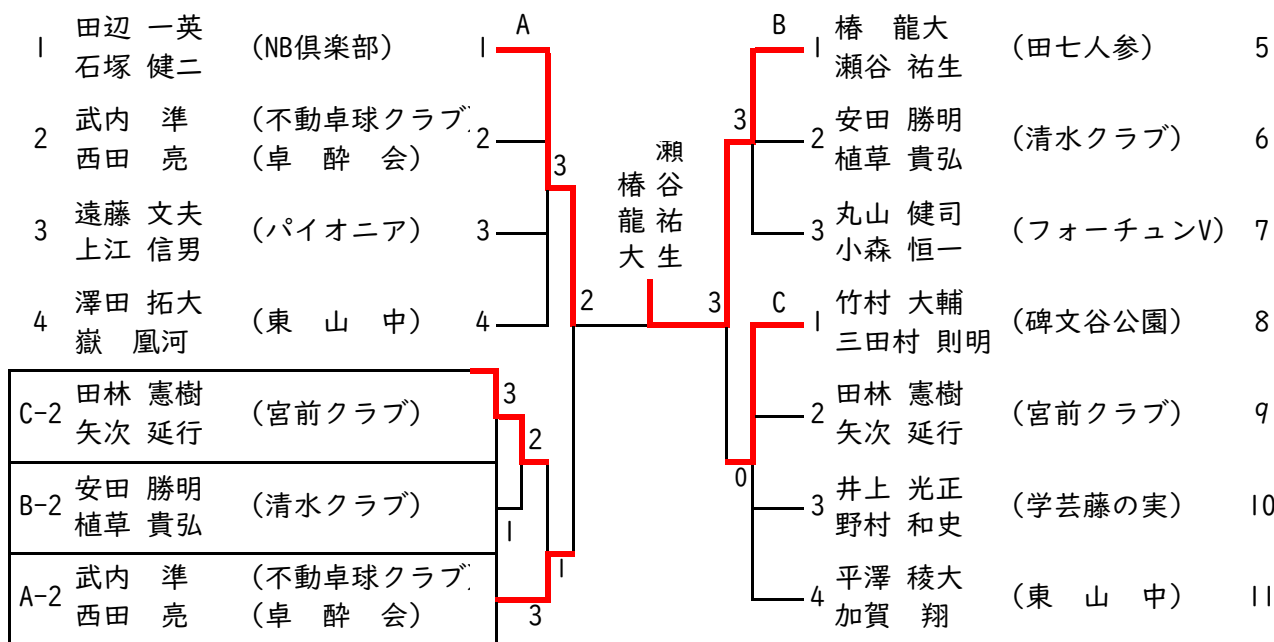 A
1 田辺 一英 (NB倶楽部) 1
石塚 健二
2 武内 準 (不動卓球クラブ) 2
西田 亮 (卓 酔 会)
3
3 遠藤 文夫 (パイオニア) 3
上江 信男
4 澤田 拓大 (東 山 中) 4
嶽 凰河
2
C-2 田林 憲樹 (宮前クラブ) 3
矢次 延行
2
B-2 安田 勝明 (清水クラブ)
植草 貴弘
1
1
A-2 武内 準 (不動卓球クラブ)
西田 亮 (卓 酔 会)
3
瀬谷祐生
椿龍大
3
B
1 椿 龍大 (田七人参) 5
瀬谷 祐生
3
2 安田 勝明 (清水クラブ) 6
植草 貴弘
3 丸山 健司 (フォーチュンV) 7
小森 恒一
C
1 竹村 大輔 (碑文谷公園) 8
三田村 則明
2 田林 憲樹 (宮前クラブ) 9
矢次 延行
0
3 井上 光正 (学芸藤の実) 10
野村 和史
4 平澤 稜大 (東 山 中) 11
加賀 翔